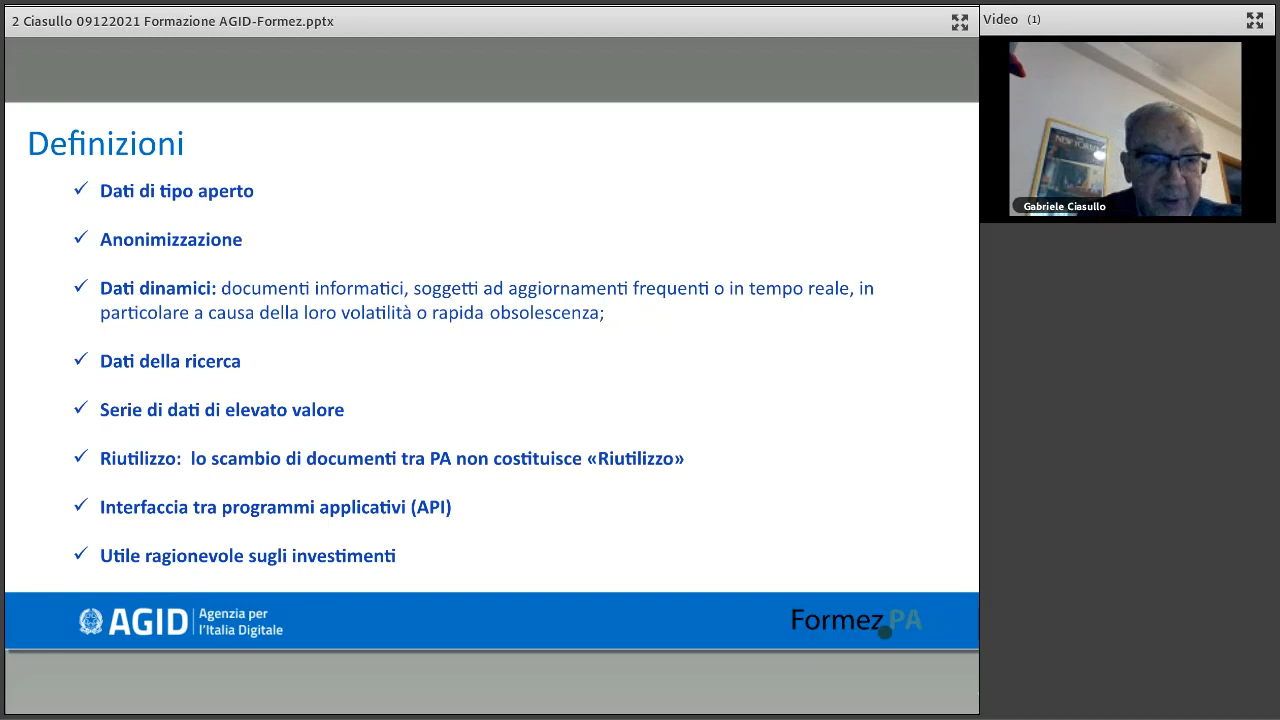 2 Ciasullo 09122021 Formazione AGID-Formez.pptx
Video (1)
Gabriele Ciasullo
Definizioni
✓ Dati di tipo aperto
✓ Anonimizzazione
✓ Dati dinamici: documenti informatici, soggetti ad aggiornamenti frequenti o in tempo reale, in
particolare a causa della loro volatilità o rapida obsolescenza;
✓ Dati della ricerca
✓ Serie di dati di elevato valore
✓ Riutilizzo: lo scambio di documenti tra PA non costituisce «Riutilizzo»
✓ Interfaccia tra programmi applicativi (API)
✓ Utile ragionevole sugli investimenti
AGID
Agenzia per
l'Italia Digitale
Formez PA